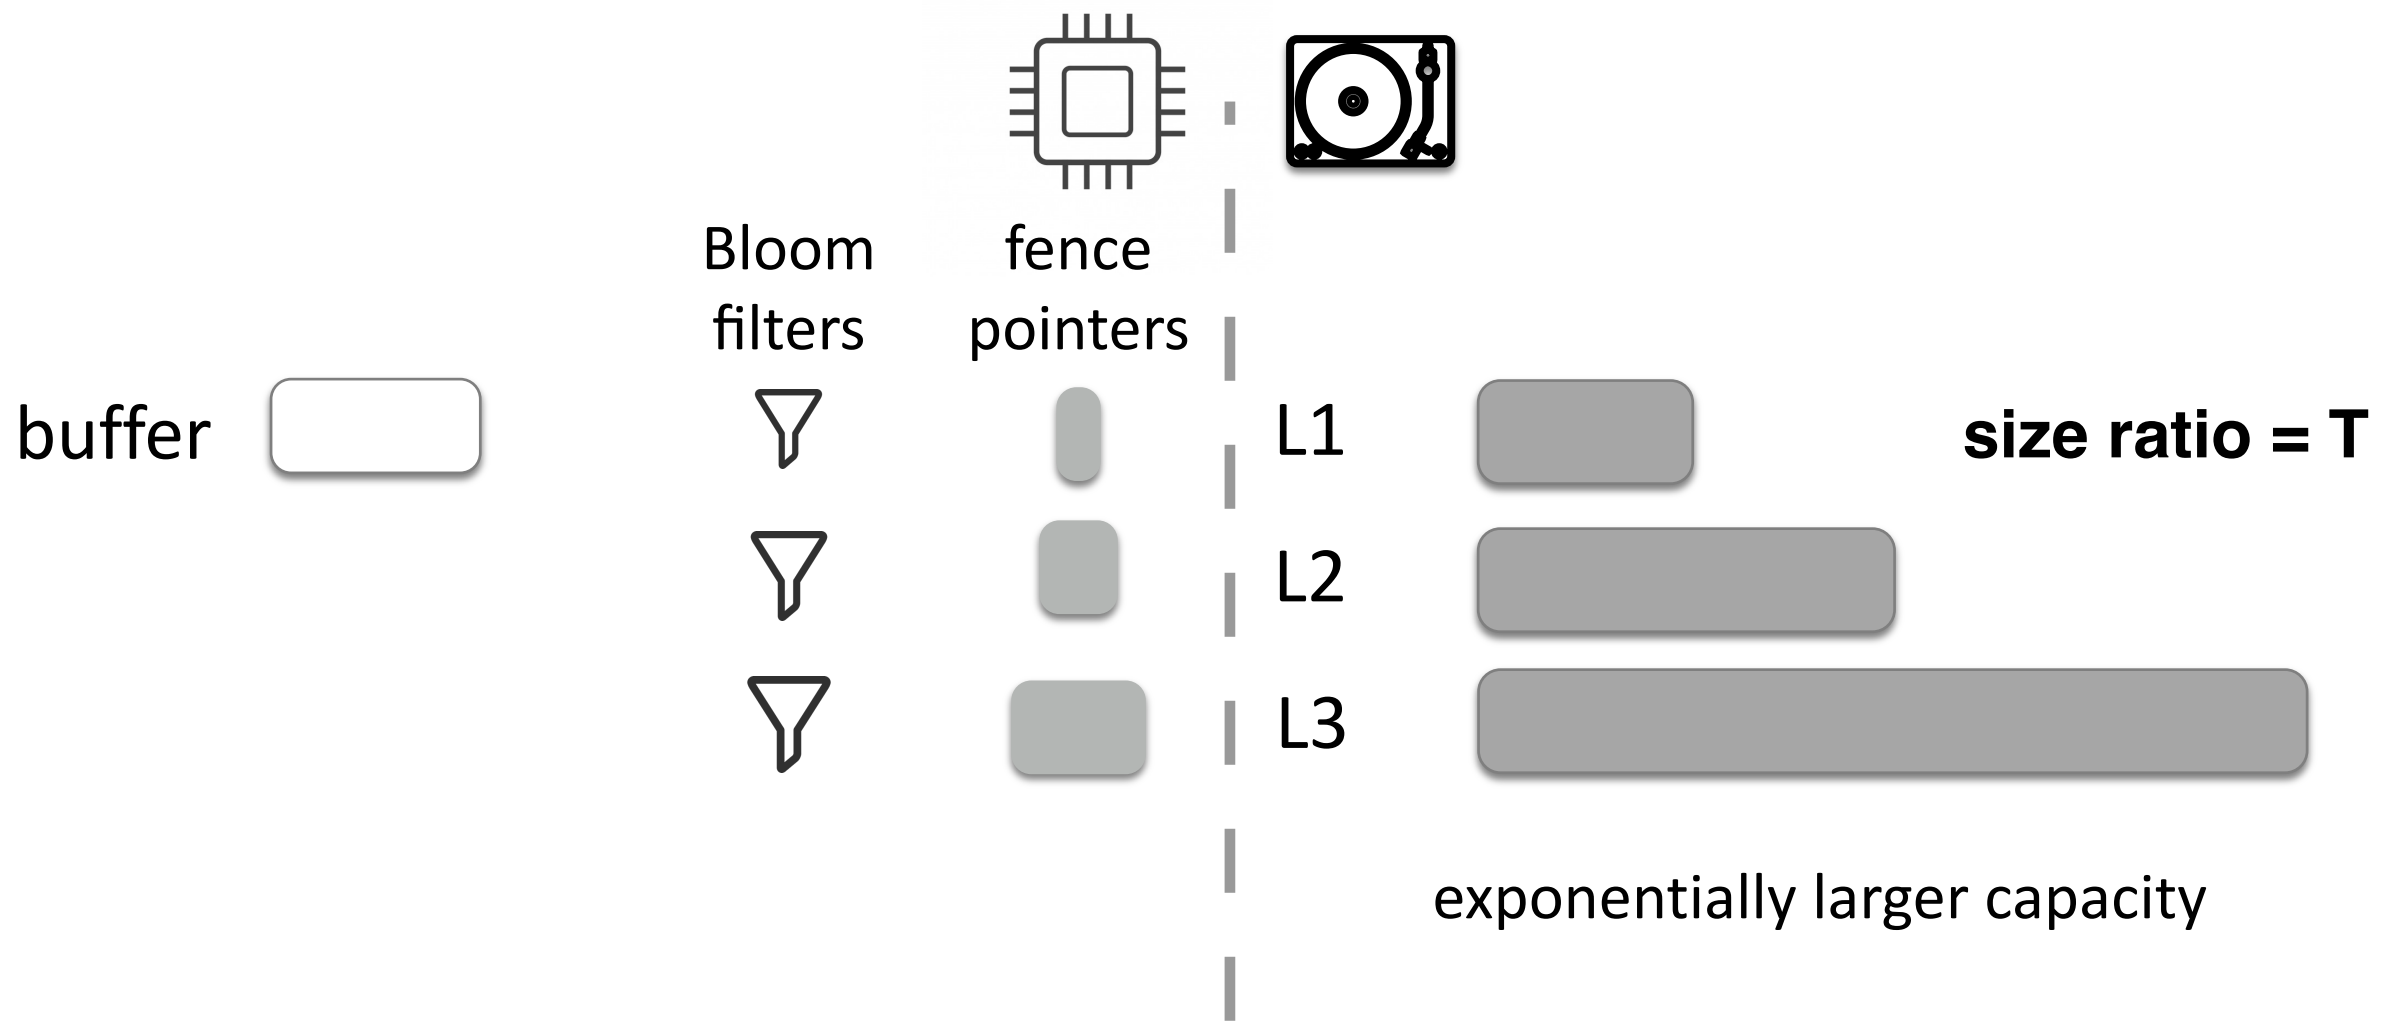 Bloom
filters
fence
pointers
buffer
L1
size ratio = T
L2
L3
exponentially larger capacity